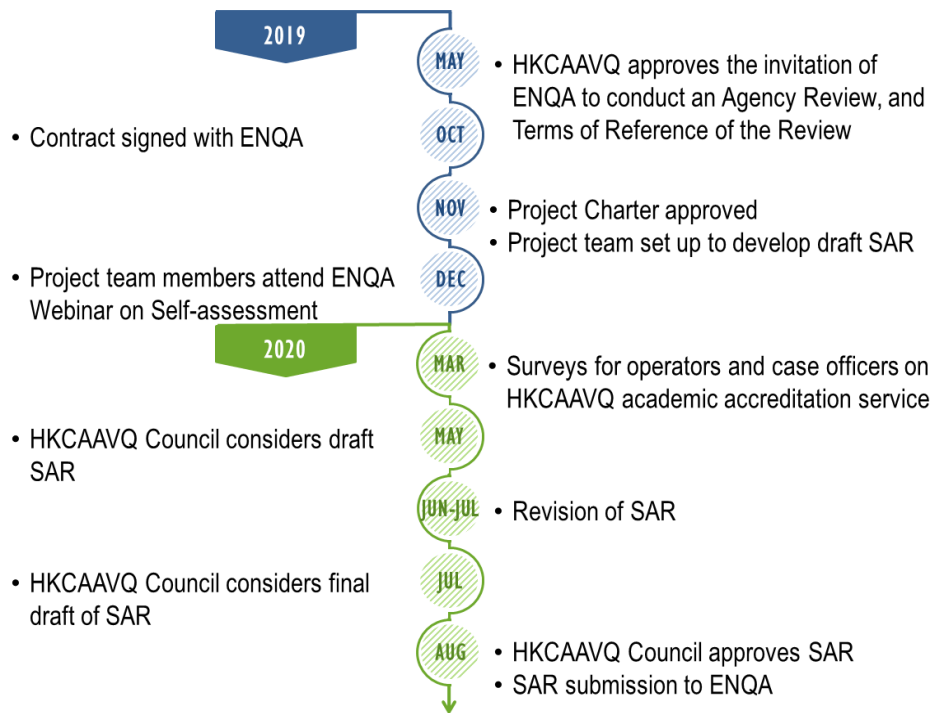 2019
MAY
• HKCAAVQ approves the invitation of
ENQA to conduct an Agency Review, and
Terms of Reference of the Review
OCT
• Contract signed with ENQA
NOV
• Project Charter approved
• Project team set up to develop draft SAR
DEC
• Project team members attend ENQA
Webinar on Self-assessment
2020
MAR
• Surveys for operators and case officers on
HKCAAVQ academic accreditation service
MAY
• HKCAAVQ Council considers draft
SAR
JUN-JUL
• Revision of SAR
JUL
• HKCAAVQ Council considers final
draft of SAR
AUG
• HKCAAVQ Council approves SAR
• SAR submission to ENQA